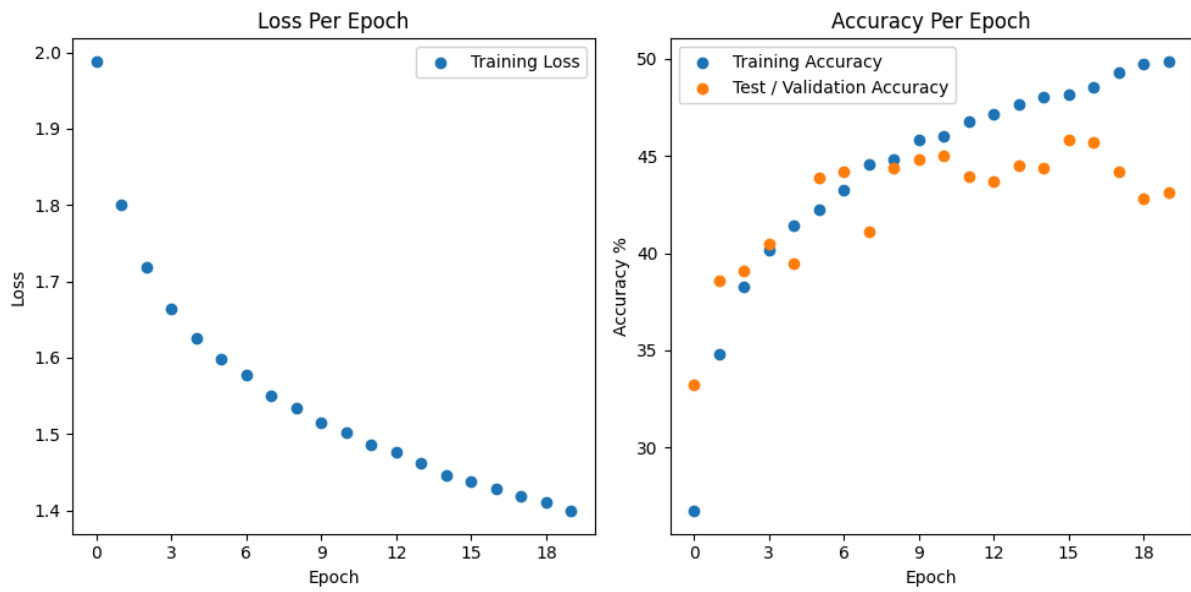 Loss Per Epoch
Training Loss
2.0
1.9
1.8
1.7
1.6
1.5
1.4
Loss
0 3 6 9 12 15 18
Epoch
Accuracy Per Epoch
Training Accuracy
Test / Validation Accuracy
50
45
40
35
30
Accuracy %
0 3 6 9 12 15 18
Epoch